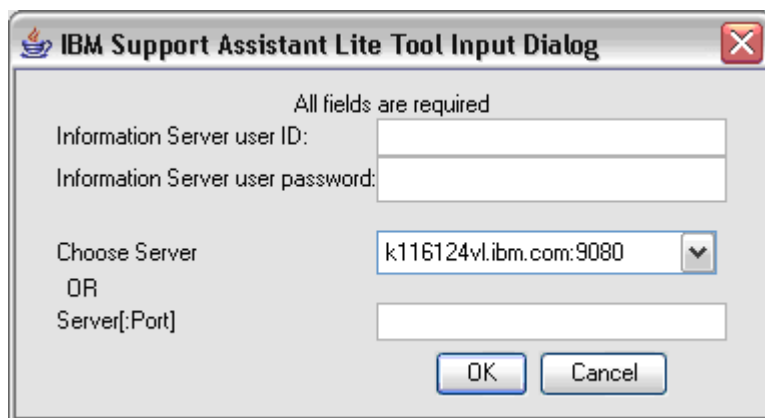 IBM Support Assistant Lite Tool Input Dialog
All fields are required
Information Server user ID:
Information Server user password:
Choose Server k116124vl.ibm.com:9080
OR
Server[:Port]
OK Cancel